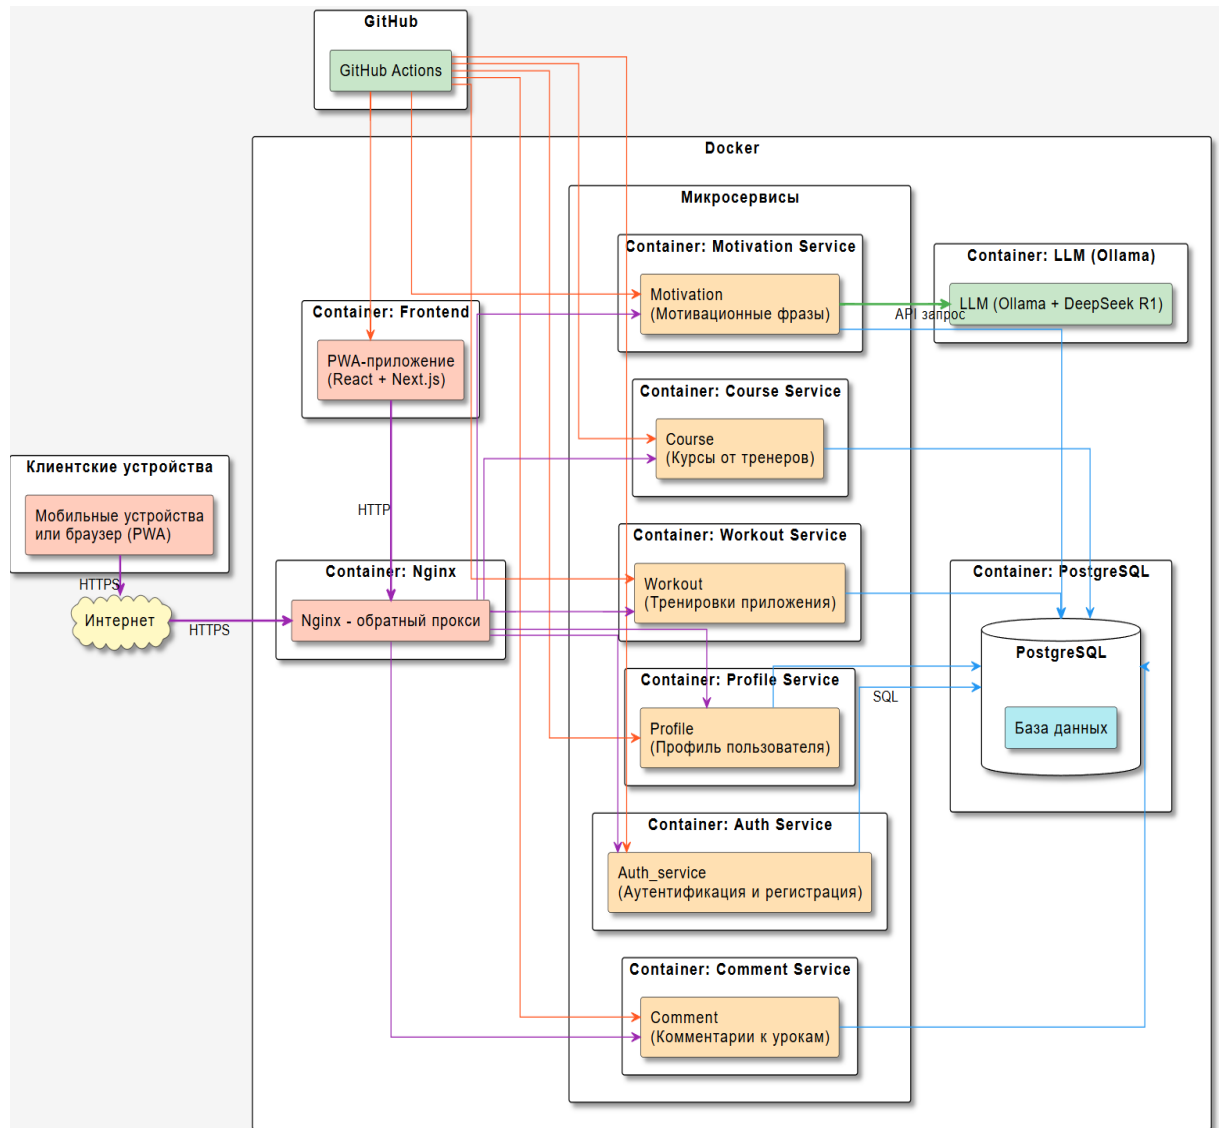 GitHub
GitHub Actions
Docker
Микросервисы
Container: Motivation Service
Motivation
(Мотивационные фразы)
Container: LLM (Ollama)
LLM (Ollama + DeepSeek R1)
API запрос
Container: Frontend
PWA-приложение
(React + Next.js)
Container: Course Service
Course
(Курсы от тренеров)
Клиентские устройства
Мобильные устройства
или браузер (PWA)
HTTP
HTTPS
Интернет
HTTPS
Container: Nginx
Nginx - обратный прокси
Container: Workout Service
Workout
(Тренировки приложения)
Container: PostgreSQL
PostgreSQL
База данных
Container: Profile Service
Profile
(Профиль пользователя)
SQL
Container: Auth Service
Auth_service
(Аутентификация и регистрация)
Container: Comment Service
Comment
(Комментарии к урокам)